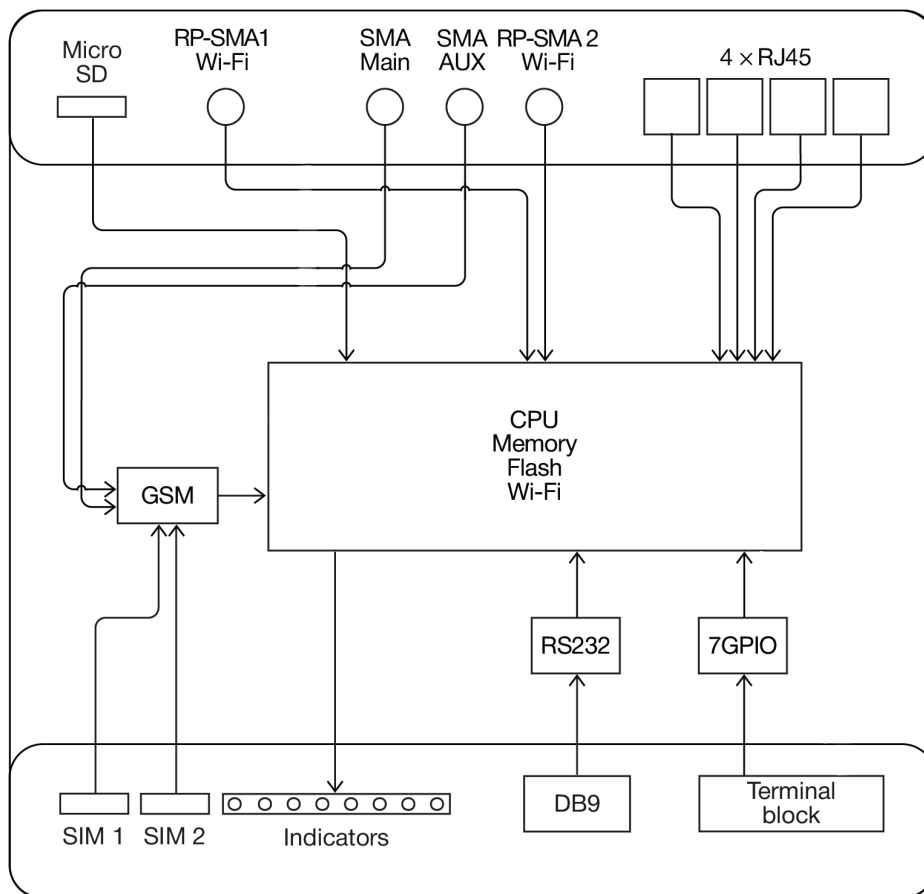 Micro
SD
RP-SMA1
Wi-Fi
SMA
Main
SMA
AUX
RP-SMA 2
Wi-Fi
4 × RJ45
CPU
Memory
Flash
Wi-Fi
GSM
RS232
7GPIO
SIM 1
SIM 2
Indicators
DB9
Terminal
block